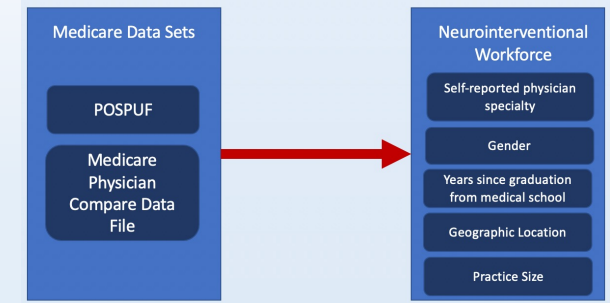 Medicare Data Sets
POSPUF
Medicare
Physician
Compare Data
File
Neurointerventional
Workforce
Self-reported physician
specialty
Gender
Years since graduation
from medical school
Geographic Location
Practice Size